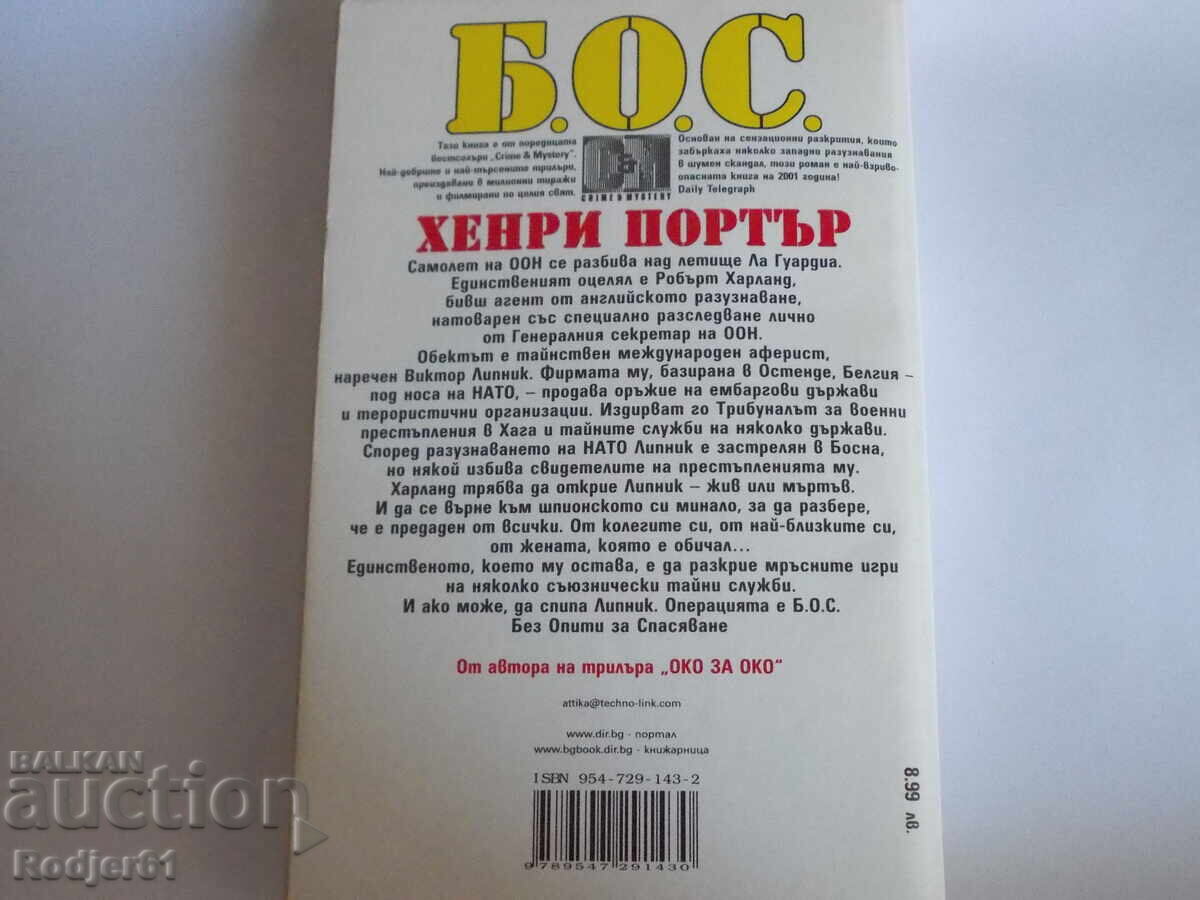 Б.О.С.
Тази книга е от поредицата
бестселъри „Crime & Mystery".
Най-добрите и най-търсените трилъри,
произдавани в милионни тиражи
и филмирани по целия свят.
C&M
CRIME & MYSTERY
Основан на сензационни разкрития, които
забъркаха няколко западни разузнавания
в шумен скандал, този роман е най-взриво-
опасната книга на 2001 година!
Daily Telegraph
ХЕНРИ ПОРТЪР
Самолет на ООН се разбива над летище Ла Гуардиа.
Единственият оцелял е Робърт Харланд,
бивш агент от английското разузнаване,
натоварен със специално разследване лично
от Генералния секретар на ООН.
Обектът е тайнствен международен аферист,
наречен Виктор Липник. Фирмата му, базирана в Остенде, Белгия –
под носа на НАТО, – продава оръжие на ембаргови държави
и терористични организации. Издирват го Трибуналът за военни
престъпления в Хага и тайните служби на няколко държави.
Според разузнаването на НАТО Липник е застрелян в Босна,
но някой избива свидетелите на престъпленията му.
Харланд трябва да открие Липник – жив или мъртъв.
И да се върне към шпионското си минало, за да разбере,
че е предаден от всички. От колегите си, от най-близките си,
от жената, която е обичал...
Единственото, което му остава, е да разкрие мръсните игри
на няколко съюзнически тайни служби.
И ако може, да спипа Липник. Операцията е Б.О.С.
Без Опити за Спасяване
От автора на трилъра „ОКО ЗА ОКО"
attika@techno-link.com
www.dir.bg - портал
www.bgbook.dir.bg - книжарница
ISBN 954-729-143-2
9 789547 291430
8.99 лв.
BALKAN
auction
Rodjer61